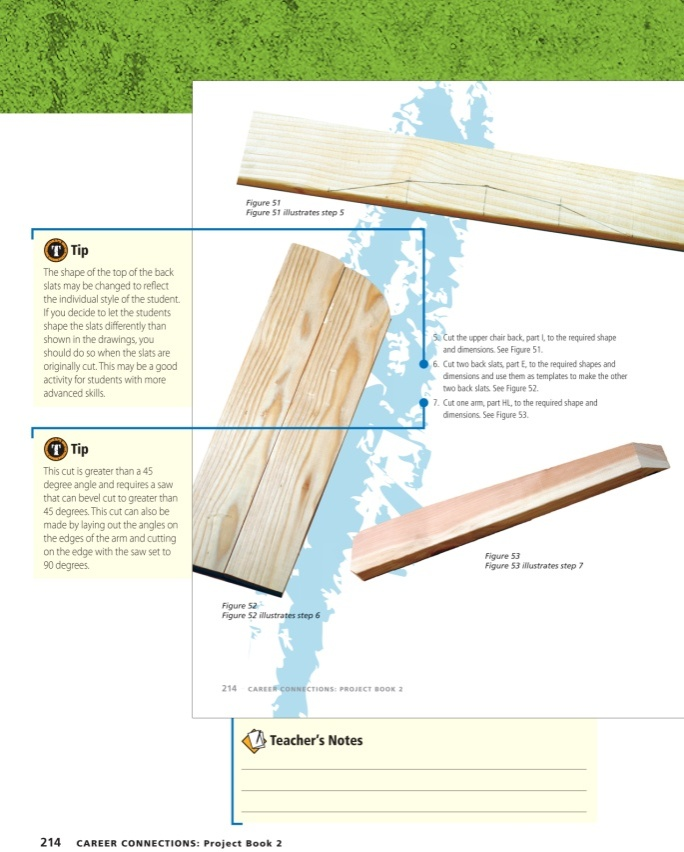 Figure 51
Figure 51 illustrates step 5
Tip
The shape of the top of the back
slats may be changed to reflect
the individual style of the student.
If you decide to let the students
shape the slats differently than
shown in the drawings, you
should do so when the slats are
originally cut. This may be a good
activity for students with more
advanced skills.
5. Cut the upper chair back, part I, to the required shape
and dimensions. See Figure 51.
6. Cut two back slats, part E, to the required shapes and
dimensions and use them as templates to make the other
two back slats. See Figure 52.
7. Cut one arm, part HL, to the required shape and
dimensions. See Figure 53.
Tip
This cut is greater than a 45
degree angle and requires a saw
that can bevel cut to greater than
45 degrees. This cut can also be
made by laying out the angles on
the edges of the arm and cutting
on the edge with the saw set to
90 degrees.
Figure 53
Figure 53 illustrates step 7
Figure 52
Figure 52 illustrates step 6
214 CAREER CONNECTIONS: PROJECT BOOK 2
Teacher's Notes
214 CAREER CONNECTIONS: Project Book 2